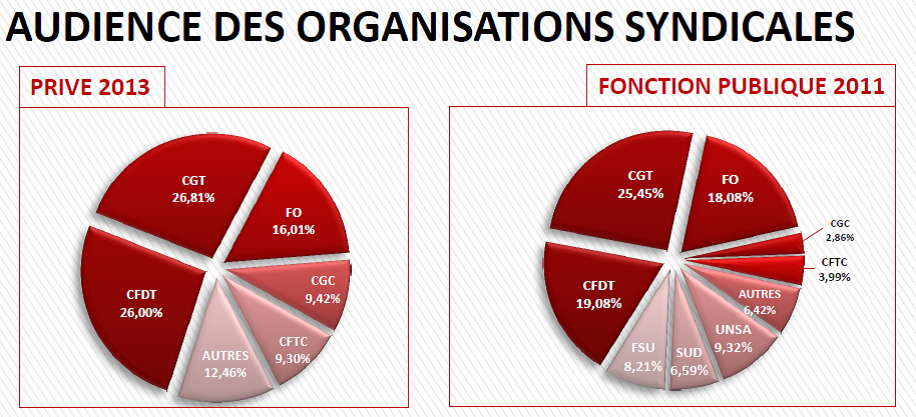 AUDIENCE DES ORGANISATIONS SYNDICALES
PRIVE 2013
CGT
26,81%
FO
16,01%
CGC
9,42%
CFTC
9,30%
AUTRES
12,46%
CFDT
26,00%
FONCTION PUBLIQUE 2011
CGT
25,45%
FO
18,08%
CGC
2,86%
CFTC
3,99%
AUTRES
6,42%
UNSA
9,32%
SUD
6,59%
FSU
8,21%
CFDT
19,08%